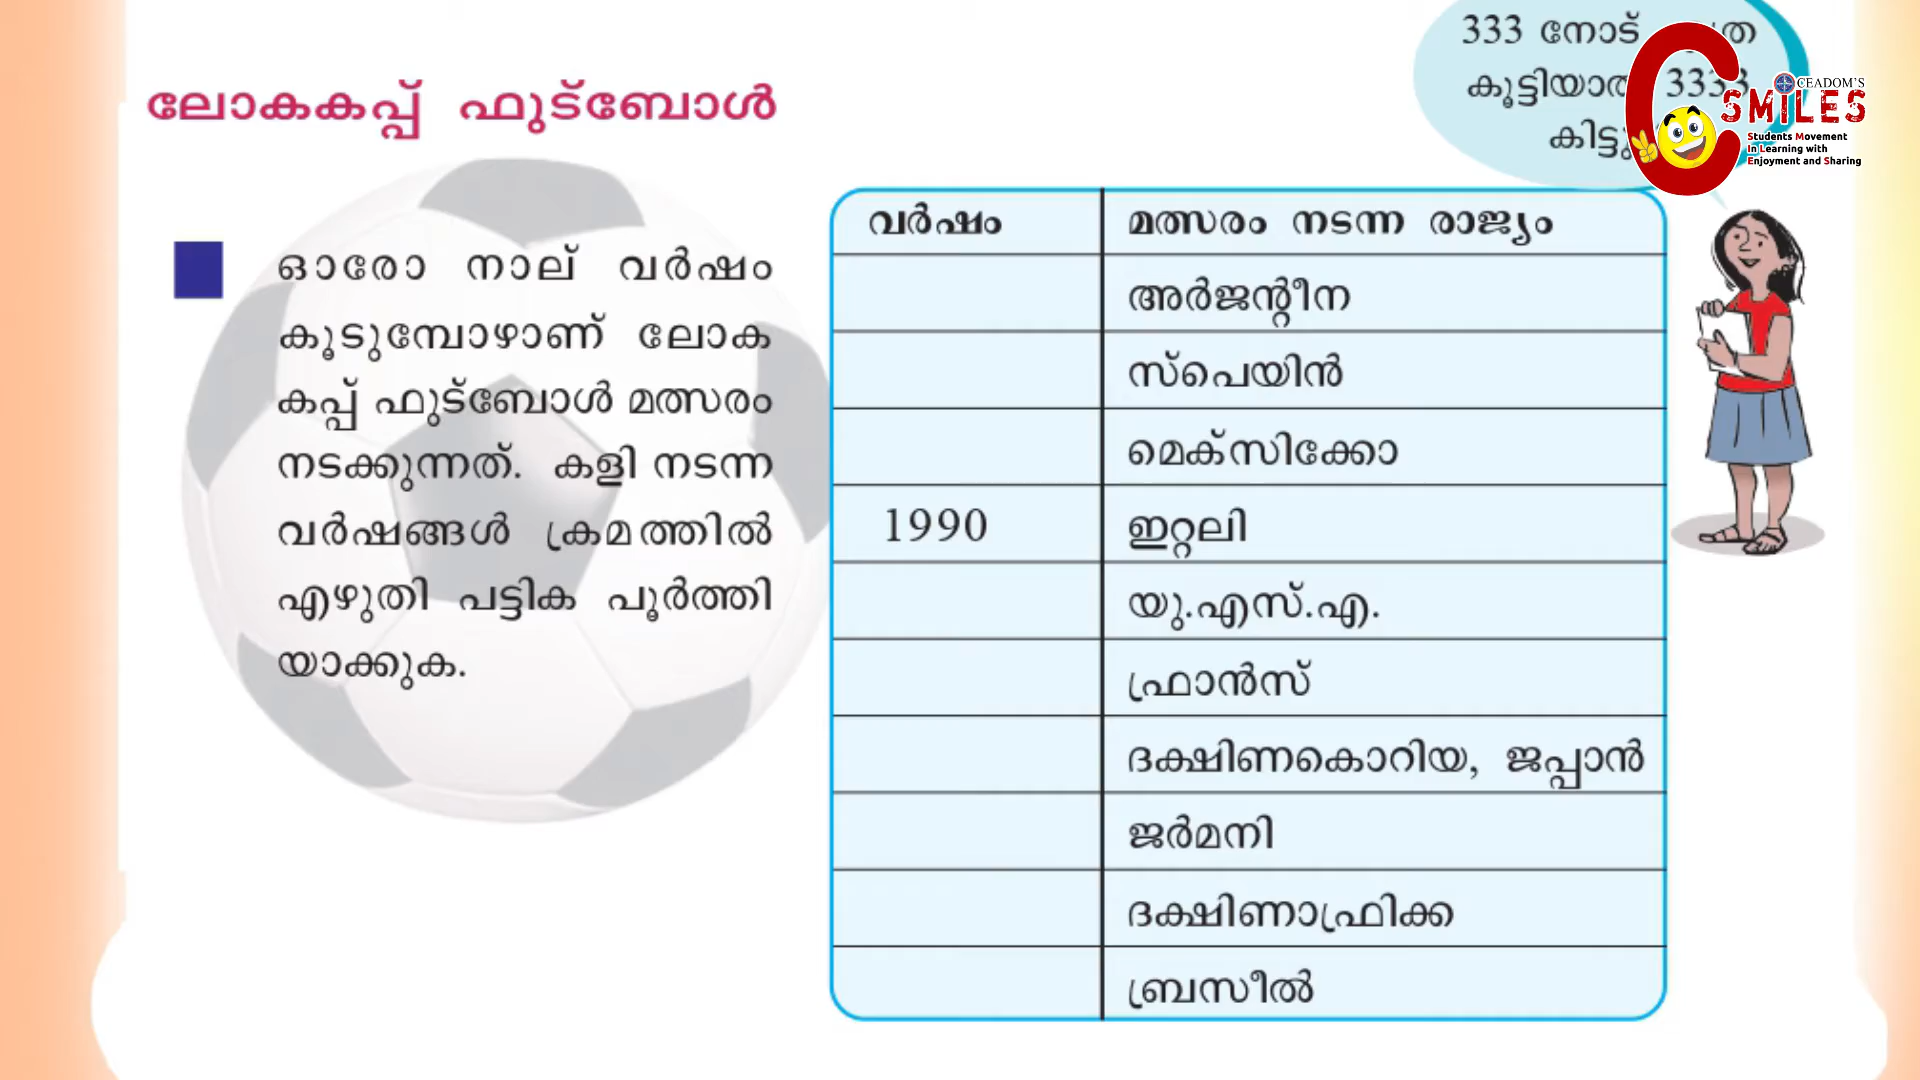 333 നോട്
കൂട്ടിയാൽ 3333
ലോകകപ്പ് ഫുട്ബോൾ
CEADOM'S
SMILES
Students Movement
In Learning with
Enjoyment and Sharing
ഓരോ നാല് വർഷം
കൂടുമ്പോഴാണ് ലോക
കപ്പ് ഫുട്ബോൾ മത്സരം
നടക്കുന്നത്. കളി നടന്ന
വർഷങ്ങൾ ക്രമത്തിൽ
എഴുതി പട്ടിക പൂർത്തി
യാക്കുക.
വർഷം മത്സരം നടന്ന രാജ്യം
അർജന്റീന
സ്പെയിൻ
മെക്സിക്കോ
1990 ഇറ്റലി
യു.എസ്.എ.
ഫ്രാൻസ്
ദക്ഷിണകൊറിയ, ജപ്പാൻ
ജർമനി
ദക്ഷിണാഫ്രിക്ക
ബ്രസീൽ